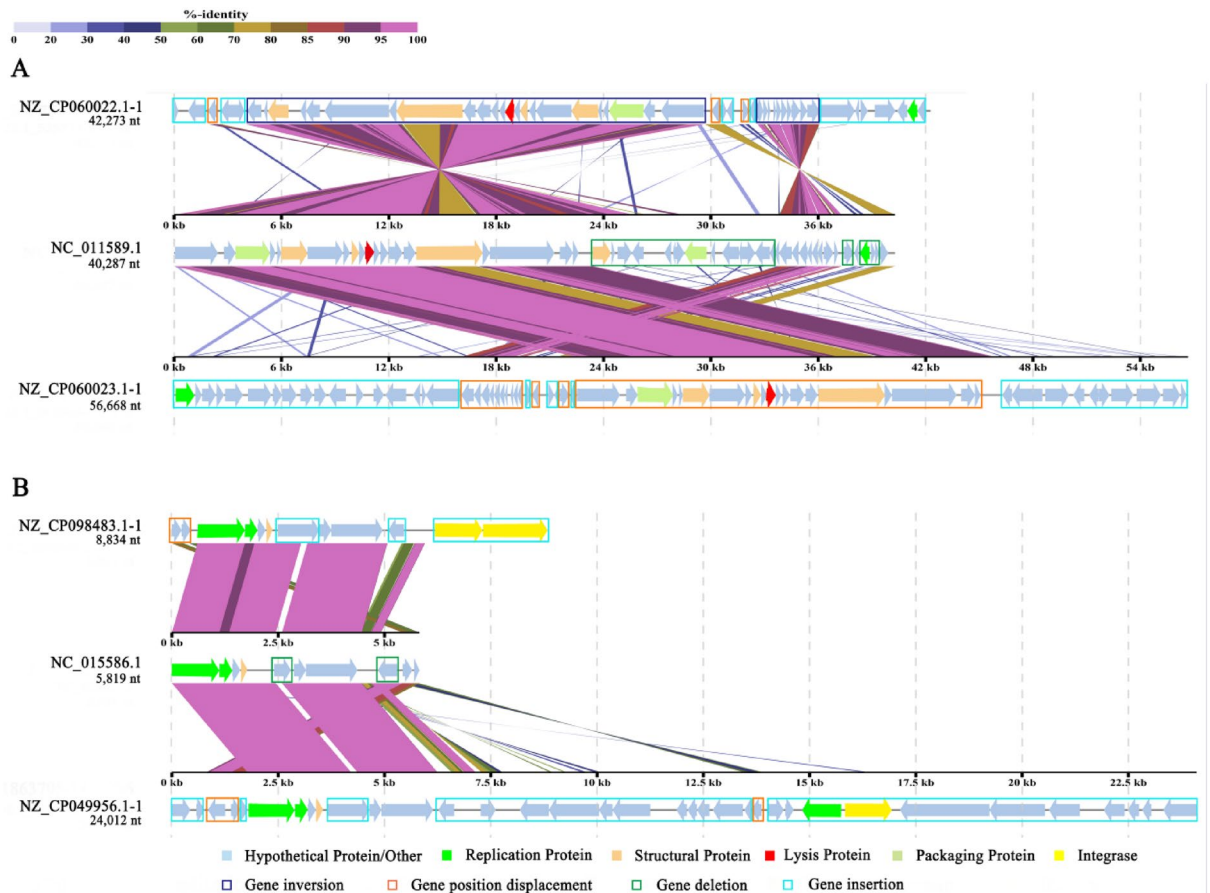 %-identity
0 20 30 40 50 60 70 80 85 90 95 100
A
NZ_CP060022.1-1
42,273 nt
0 kb 6 kb 12 kb 18 kb 24 kb 30 kb 36 kb
NC_011589.1
40,287 nt
0 kb 6 kb 12 kb 18 kb 24 kb 30 kb 36 kb 42 kb 48 kb 54 kb
NZ_CP060023.1-1
56,668 nt
B
NZ_CP098483.1-1
8,834 nt
0 kb 2.5 kb 5 kb
NC_015586.1
5,819 nt
0 kb 2.5 kb 5 kb 7.5 kb 10 kb 12.5 kb 15 kb 17.5 kb 20 kb 22.5 kb
NZ_CP049956.1-1
24,012 nt
Hypothetical Protein/Other Replication Protein Structural Protein Lysis Protein Packaging Protein Integrase
Gene inversion Gene position displacement Gene deletion Gene insertion